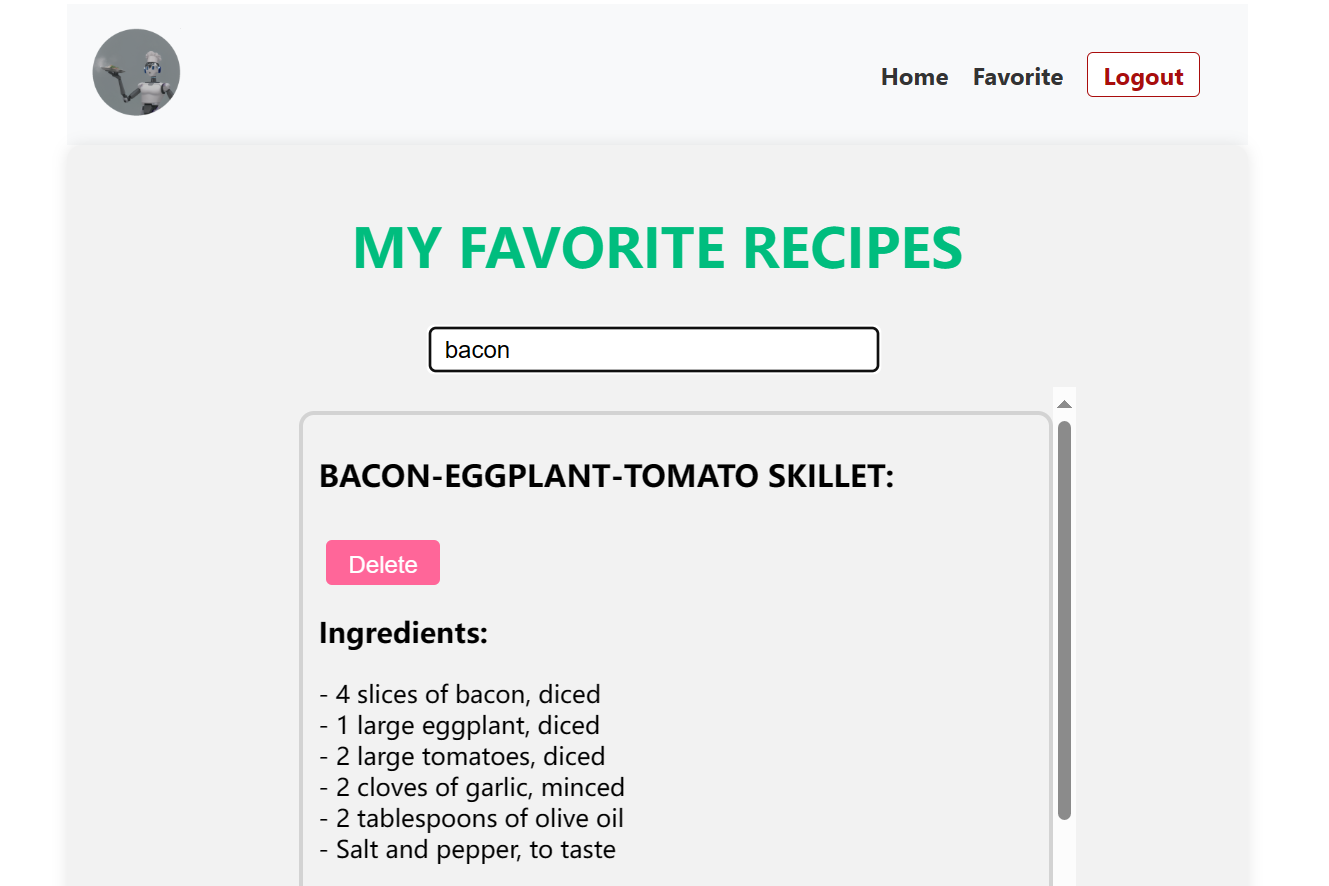 Home Favorite Logout
MY FAVORITE RECIPES
bacon
BACON-EGGPLANT-TOMATO SKILLET:
Delete
Ingredients:
- 4 slices of bacon, diced
- 1 large eggplant, diced
- 2 large tomatoes, diced
- 2 cloves of garlic, minced
- 2 tablespoons of olive oil
- Salt and pepper, to taste